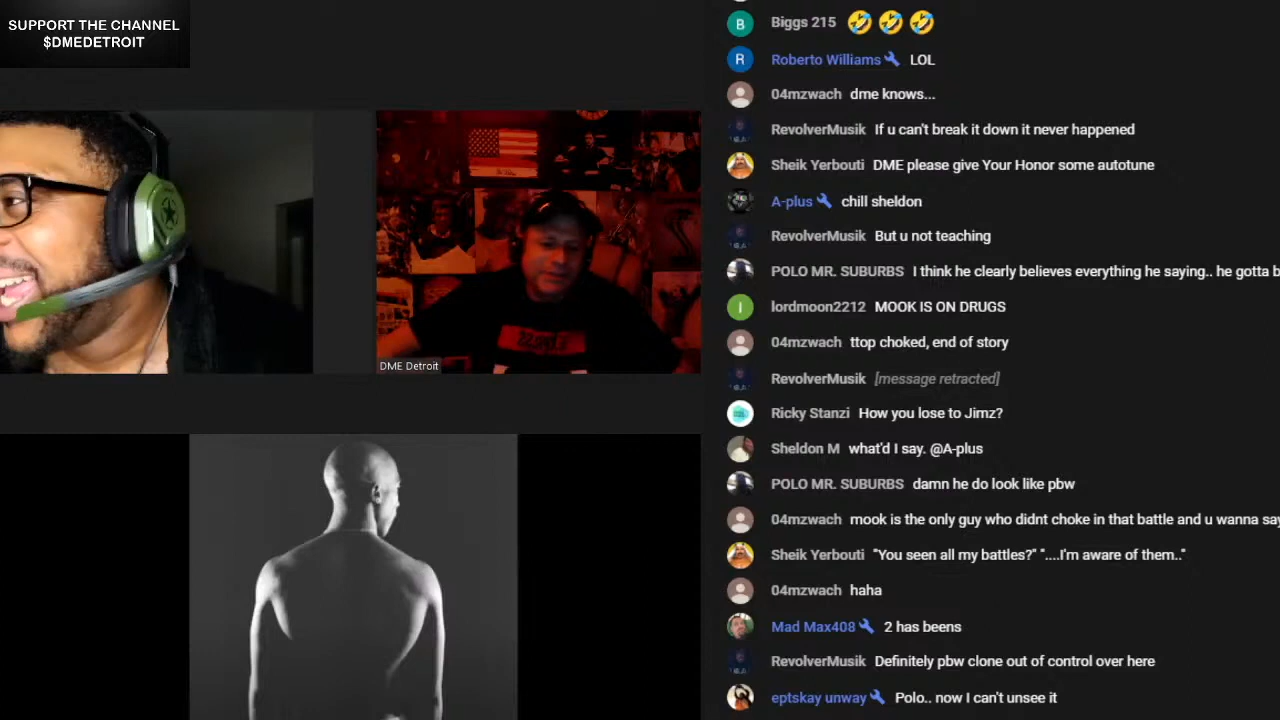 SUPPORT THE CHANNEL
$DMEDETROIT
DME Detroit
B Biggs 215 🤣 🤣 🤣
R Roberto Williams LOL
04mzwach dme knows...
RevolverMusik If u can't break it down it never happened
Sheik Yerbouti DME please give Your Honor some autotune
A-plus chill sheldon
RevolverMusik But u not teaching
POLO MR. SUBURBS I think he clearly believes everything he saying.. he gotta b
I lordmoon2212 MOOK IS ON DRUGS
04mzwach ttop choked, end of story
RevolverMusik [message retracted]
Ricky Stanzi How you lose to Jimz?
Sheldon M what'd I say. @A-plus
POLO MR. SUBURBS damn he do look like pbw
04mzwach mook is the only guy who didnt choke in that battle and u wanna say
Sheik Yerbouti "You seen all my battles?" "....I'm aware of them.."
04mzwach haha
Mad Max408 2 has beens
RevolverMusik Definitely pbw clone out of control over here
eptskay unway Polo.. now I can't unsee it